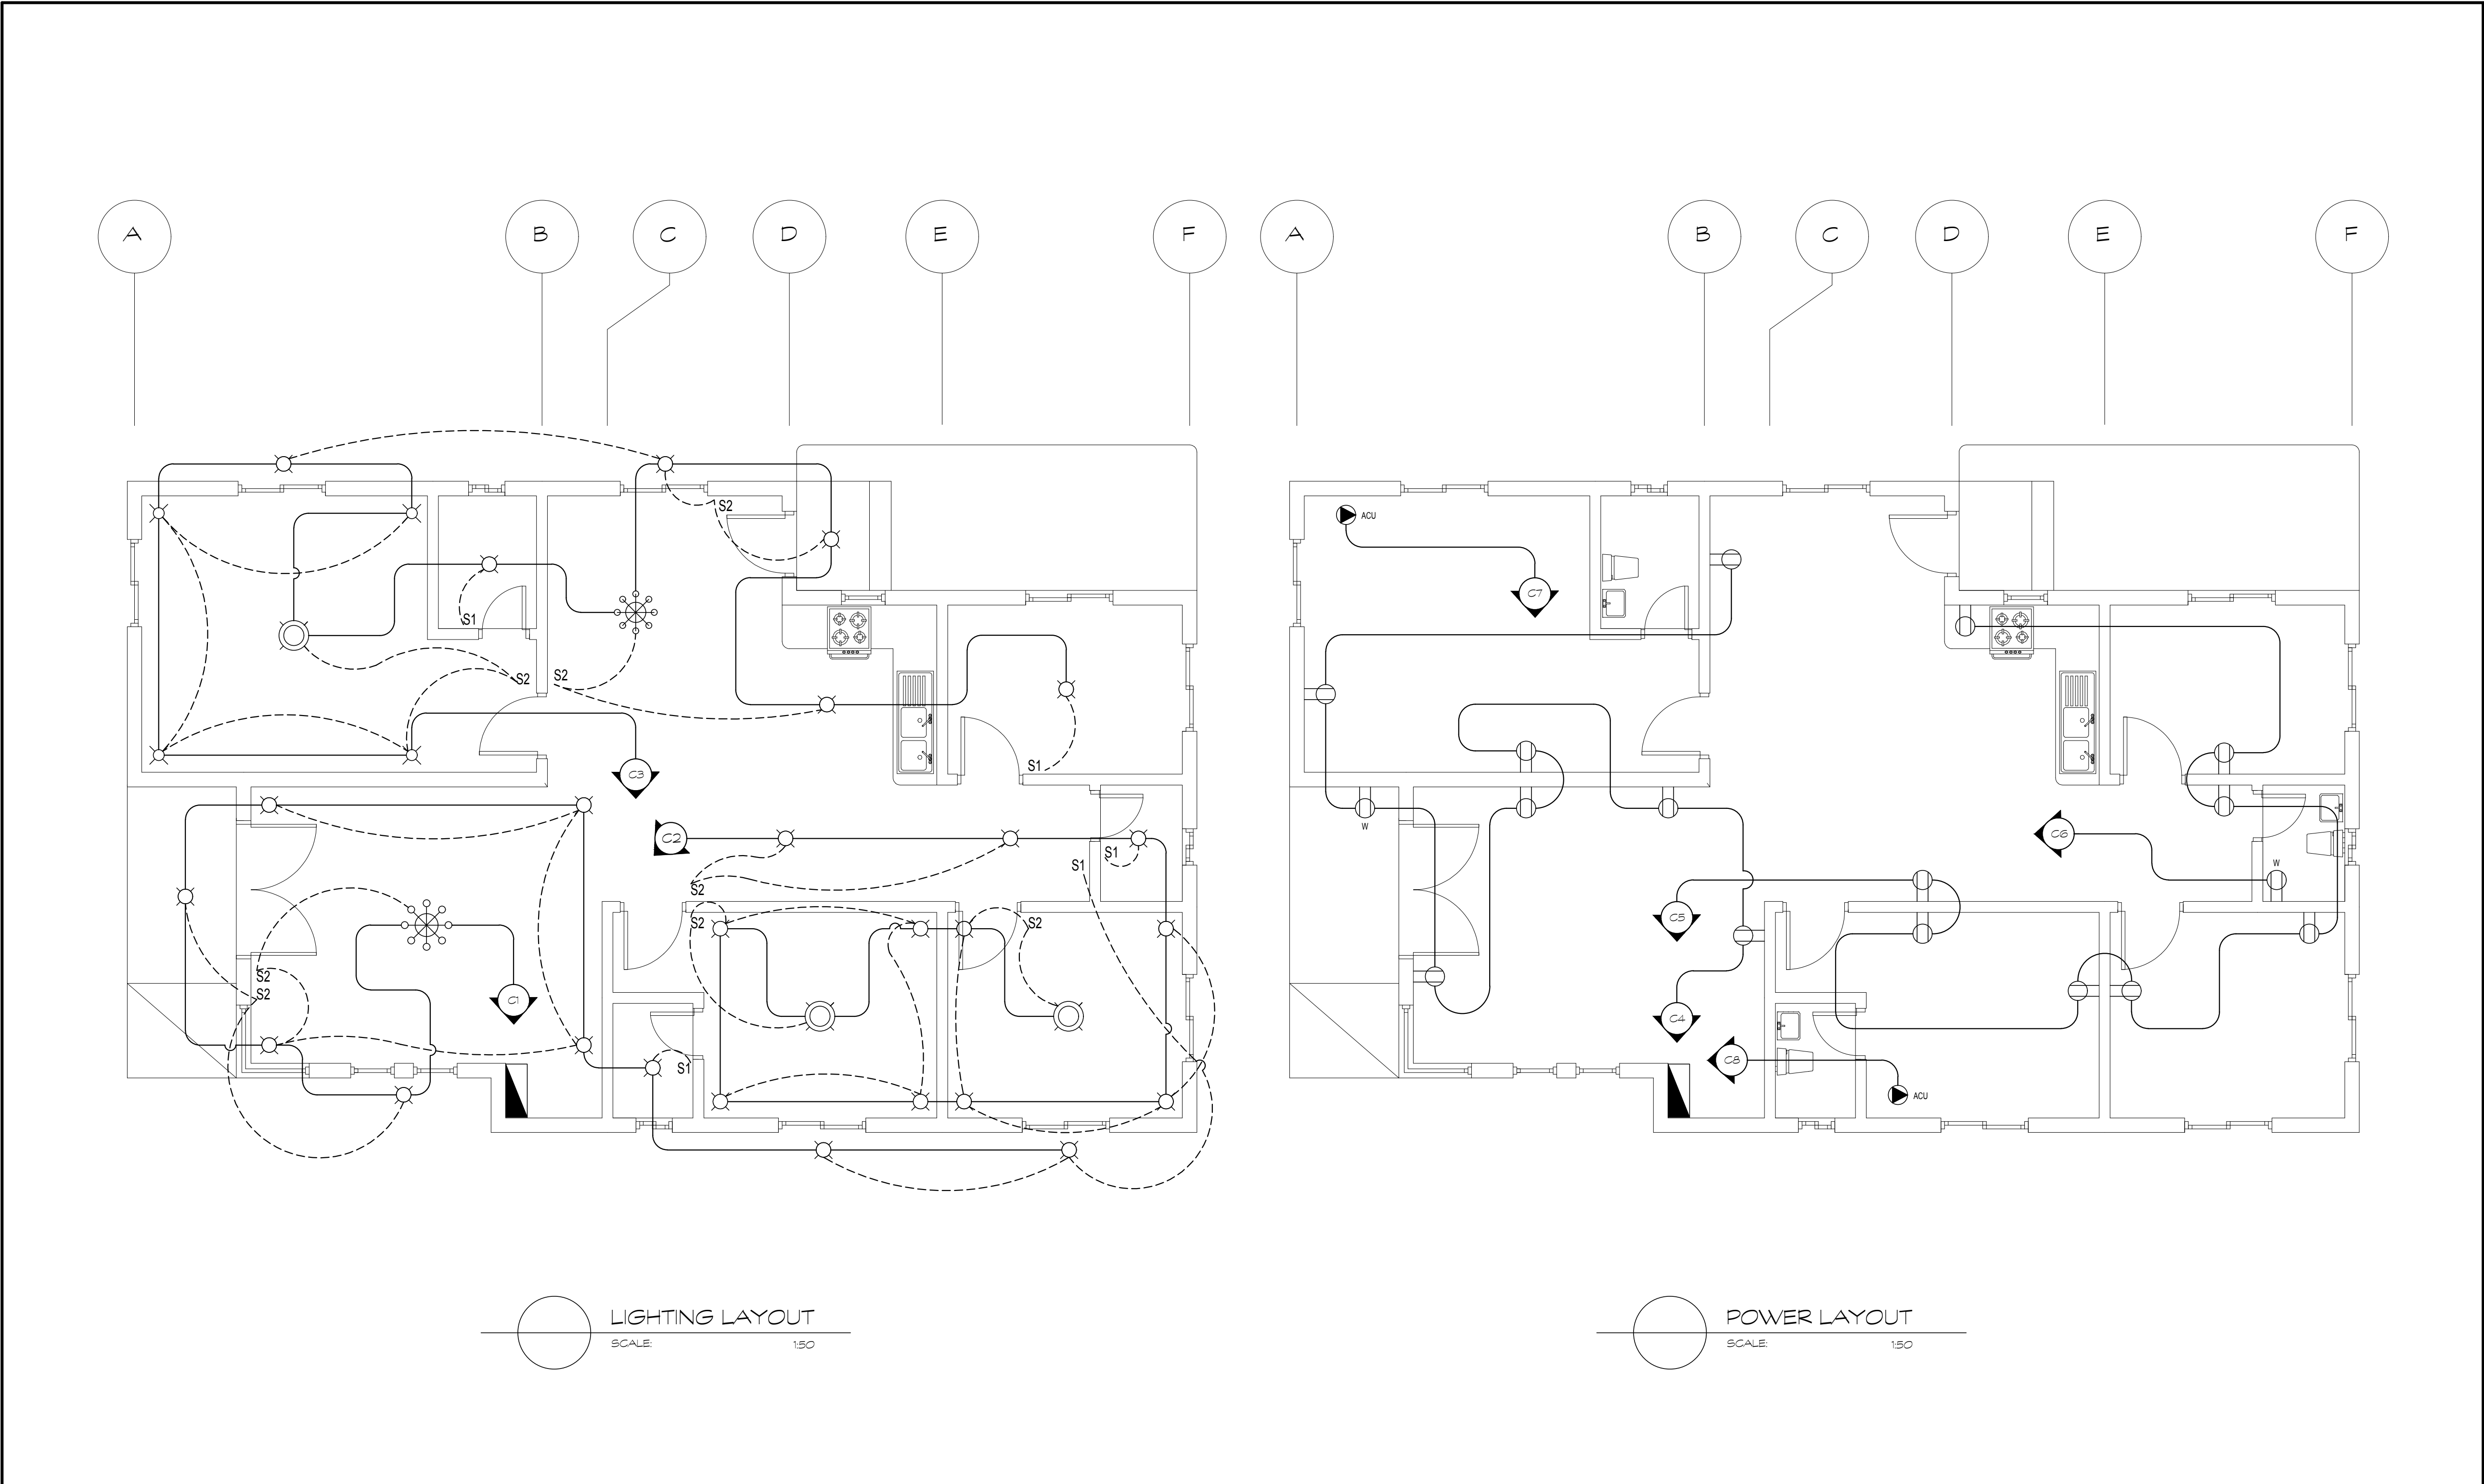 A B C D E F A B C D E F
S2
ACU
C7
S1
S2 S2
S1
C3
C2
S1
S1
S2
S2 S2
S2
S2
C1
S1
W
C6
W
C5
C4
C8
ACU
LIGHTING LAYOUT
SCALE: 1:50
POWER LAYOUT
SCALE: 1:50